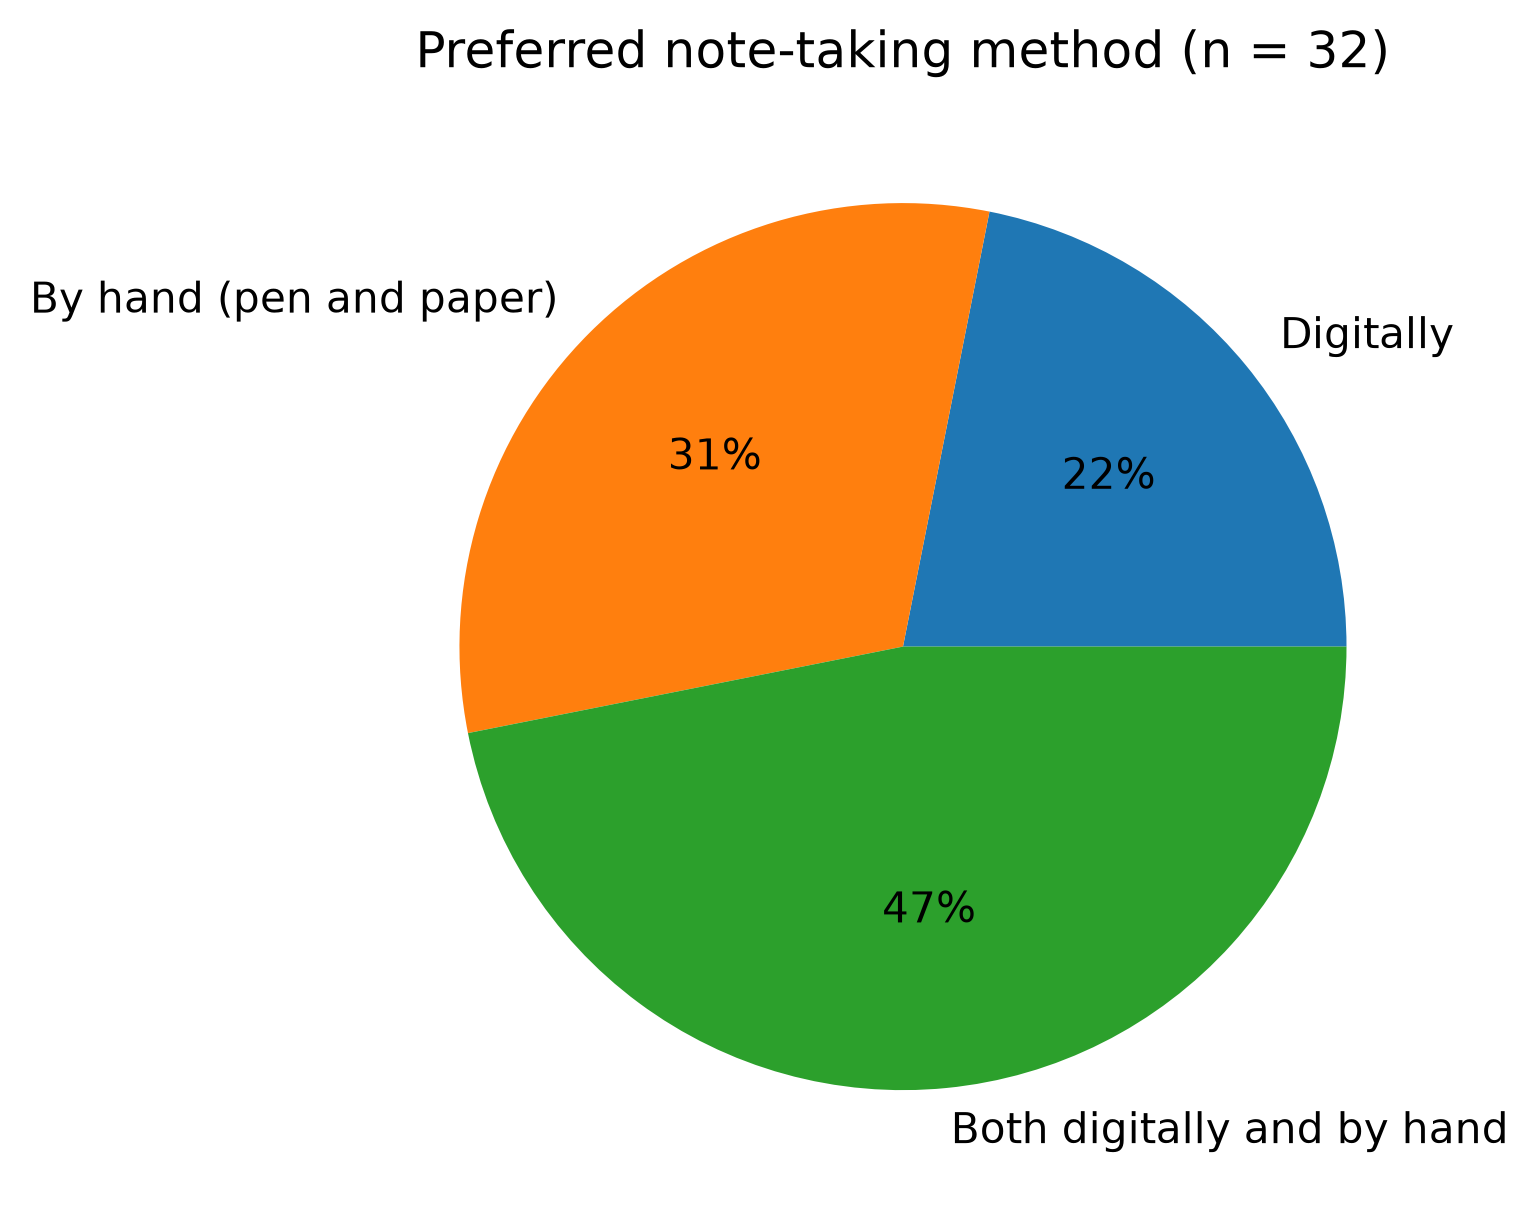 Preferred note-taking method (n = 32)
By hand (pen and paper)
Digitally
31%
22%
47%
Both digitally and by hand